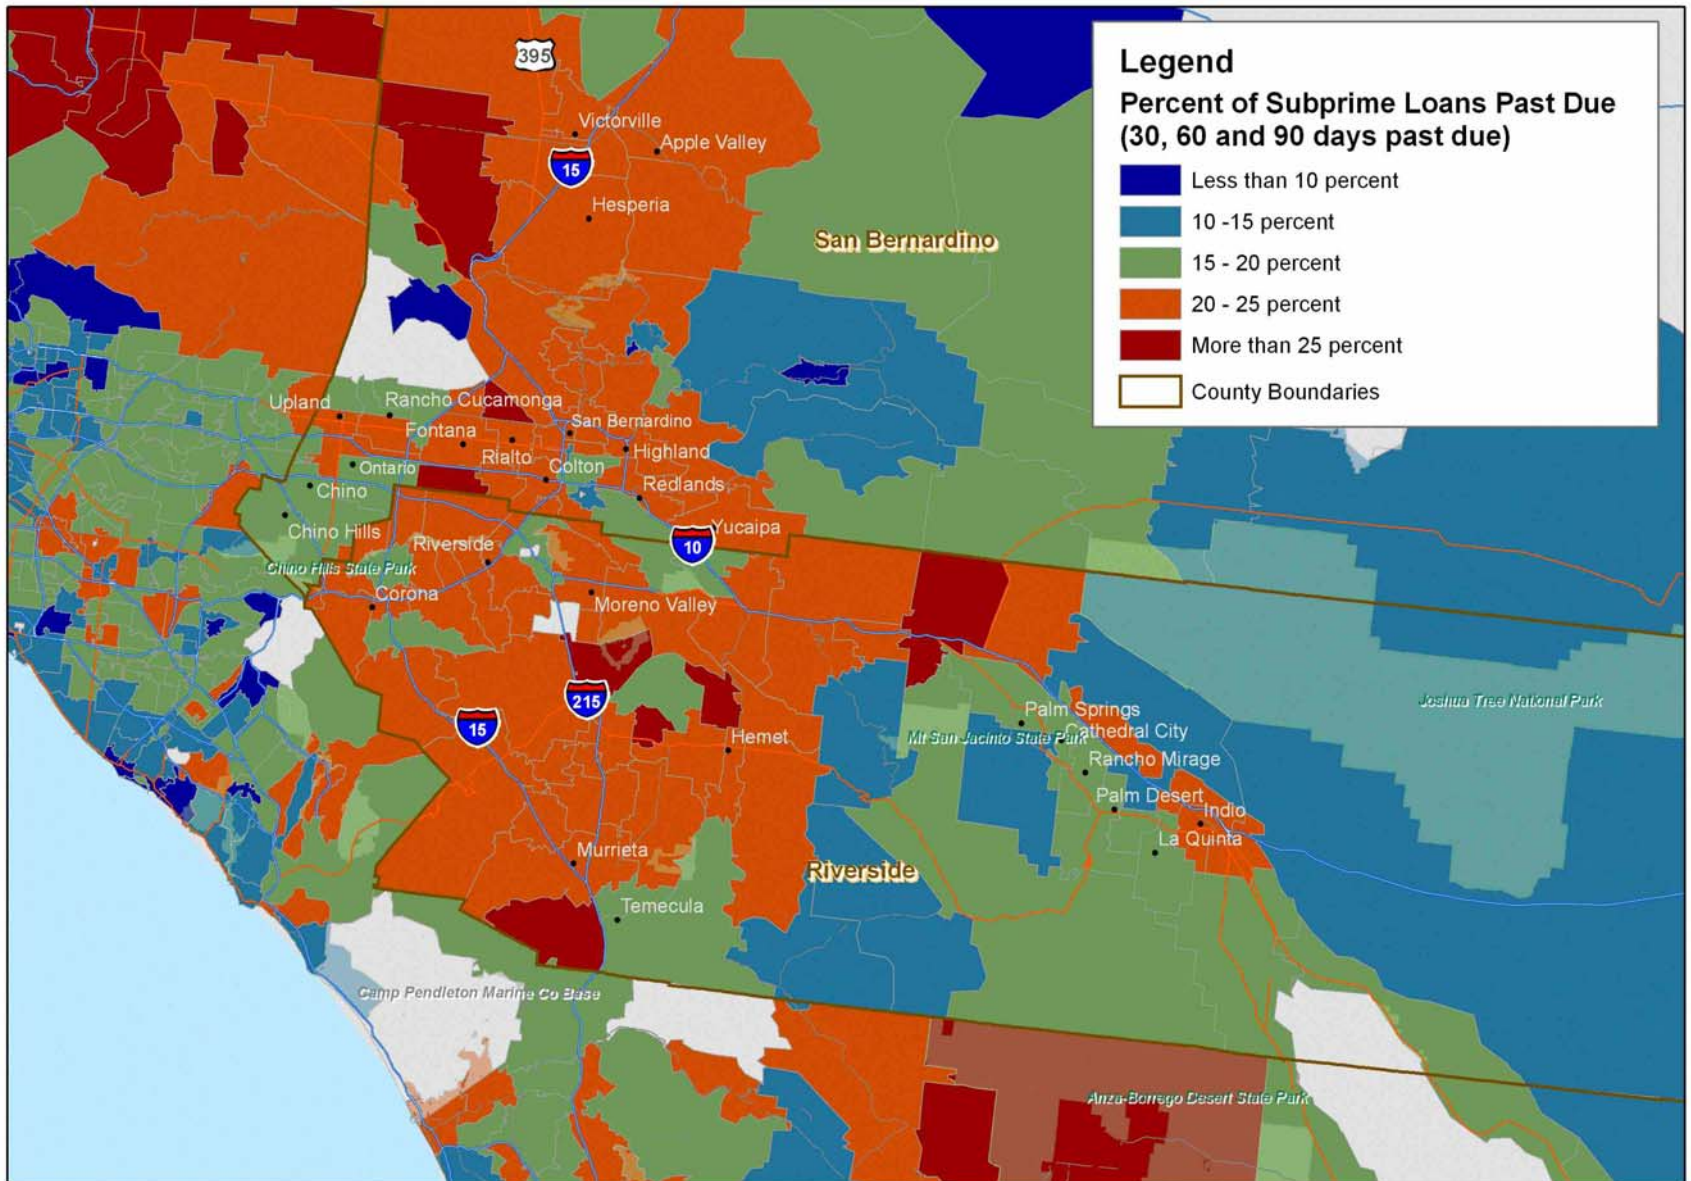 Legend
Percent of Subprime Loans Past Due
(30, 60 and 90 days past due)
Less than 10 percent
10 -15 percent
15 - 20 percent
20 - 25 percent
More than 25 percent
County Boundaries
395
Victorville
Apple Valley
15
Hesperia
San Bernardino
Upland
Rancho Cucamonga
Fontana
San Bernardino
Rialto
Highland
Ontario
Colton
Chino
Redlands
Chino Hills
Yucaipa
Riverside
10
Chino Hills State Park
Corona
Moreno Valley
215
15
Joshua Tree National Park
Palm Springs
Mt San Jacinto State Park
Cathedral City
Hemet
Rancho Mirage
Palm Desert
Indio
La Quinta
Murrieta
Riverside
Temecula
Camp Pendleton Marine Co Base
Anza-Borrego Desert State Park